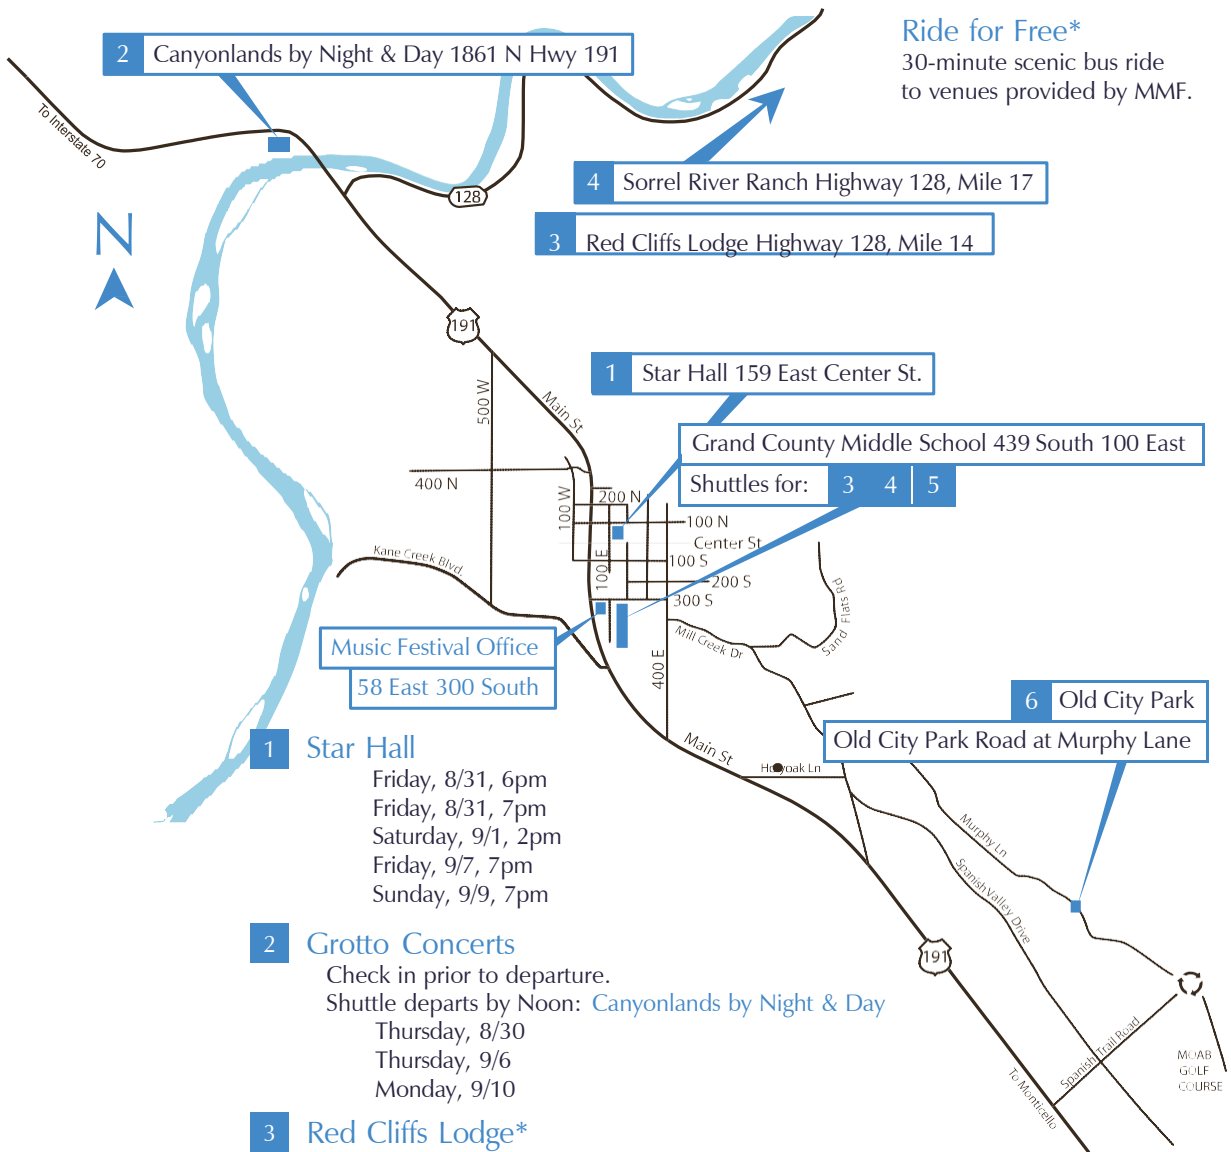 Ride for Free*
30-minute scenic bus ride
to venues provided by MMF.
2 Canyonlands by Night & Day 1861 N Hwy 191
To Interstate 70
4 Sorrel River Ranch Highway 128, Mile 17
128
3 Red Cliffs Lodge Highway 128, Mile 14
N
191
1 Star Hall 159 East Center St.
500 W
Main St
Grand County Middle School 439 South 100 East
Shuttles for: 3 4 5
400 N
100 W
200 N
100 N
Center St
100 S
100 E
200 S
300 S
Kane Creek Blvd.
Sand Flats Rd
Mill Creek Dr
Music Festival Office
58 East 300 South
400 E
6 Old City Park
Old City Park Road at Murphy Lane
Main St
Holyoak Ln
Murphy Ln
Spanish Valley Drive
191
Spanish Trail Road
To Monticello
MOAB
GOLF
COURSE
1 Star Hall
Friday, 8/31, 6pm
Friday, 8/31, 7pm
Saturday, 9/1, 2pm
Friday, 9/7, 7pm
Sunday, 9/9, 7pm
2 Grotto Concerts
Check in prior to departure.
Shuttle departs by Noon: Canyonlands by Night & Day
Thursday, 8/30
Thursday, 9/6
Monday, 9/10
3 Red Cliffs Lodge*